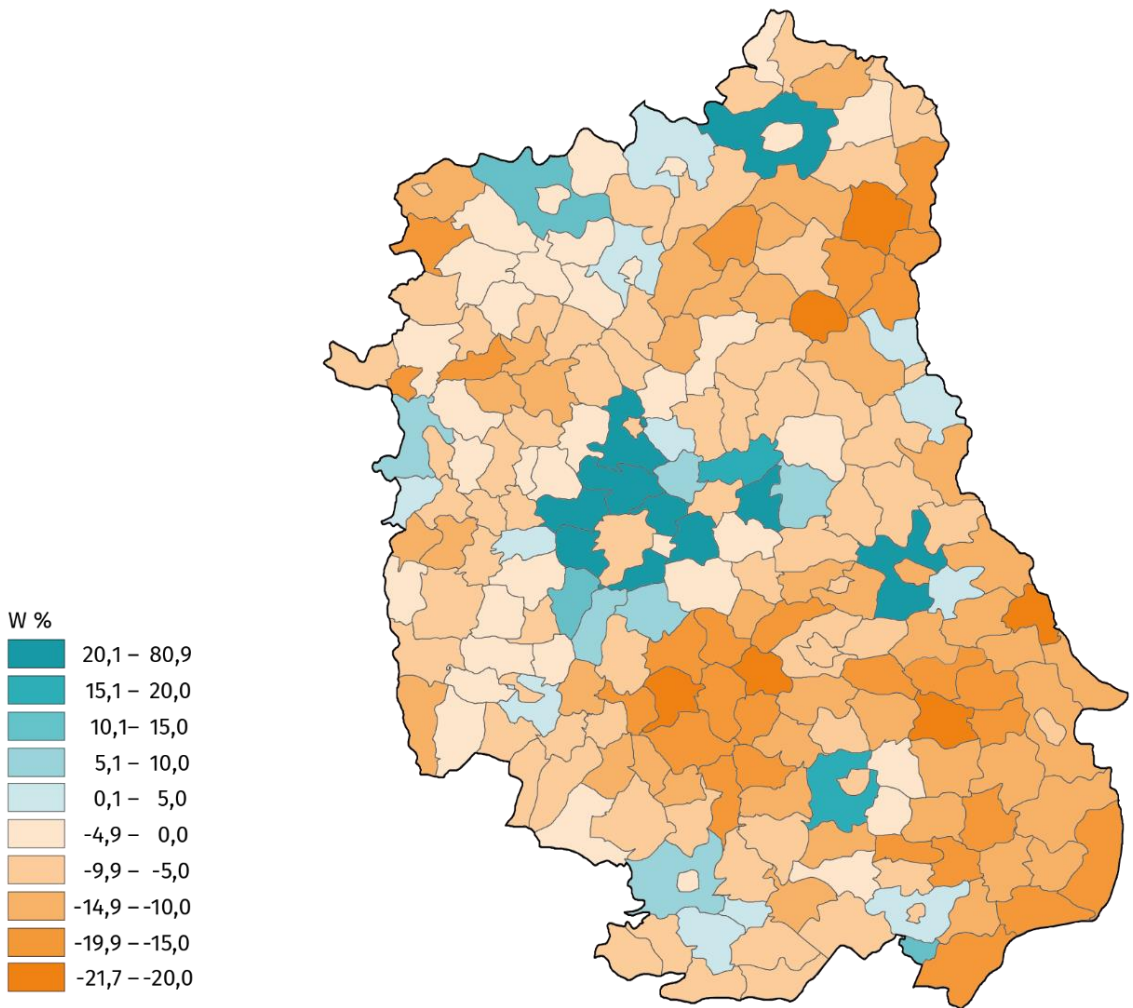 W %
20,1 – 80,9
15,1 – 20,0
10,1 – 15,0
5,1 – 10,0
0,1 – 5,0
-4,9 – 0,0
-9,9 – -5,0
-14,9 – -10,0
-19,9 – -15,0
-21,7 – -20,0